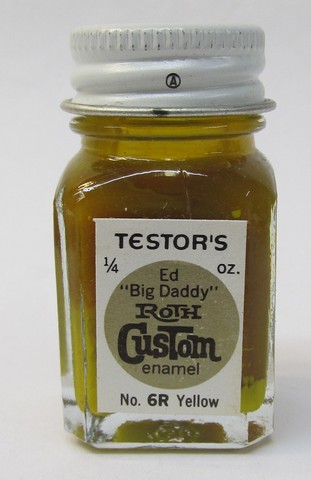 A
TESTOR'S
¼ OZ.
Ed
"Big Daddy"
ROTH
Custom
enamel
No. 6R Yellow